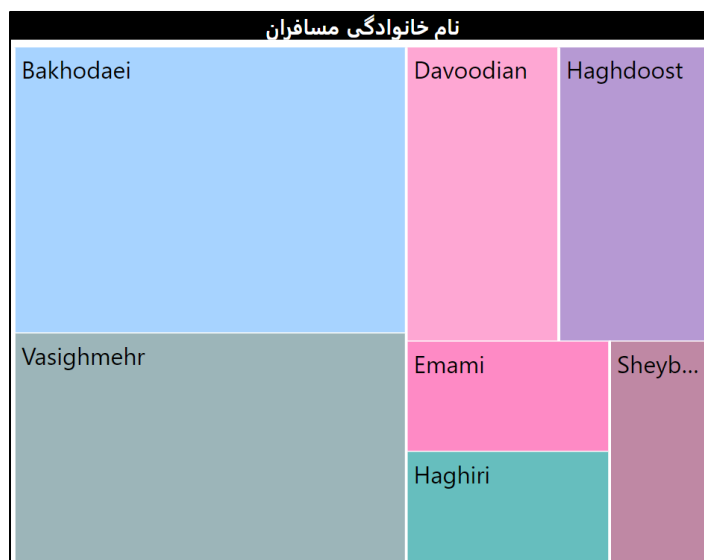 نام خانوادگی مسافران
Bakhodaei
Davoodian
Haghdoost
Vasighmehr
Emami
Sheyb...
Haghiri